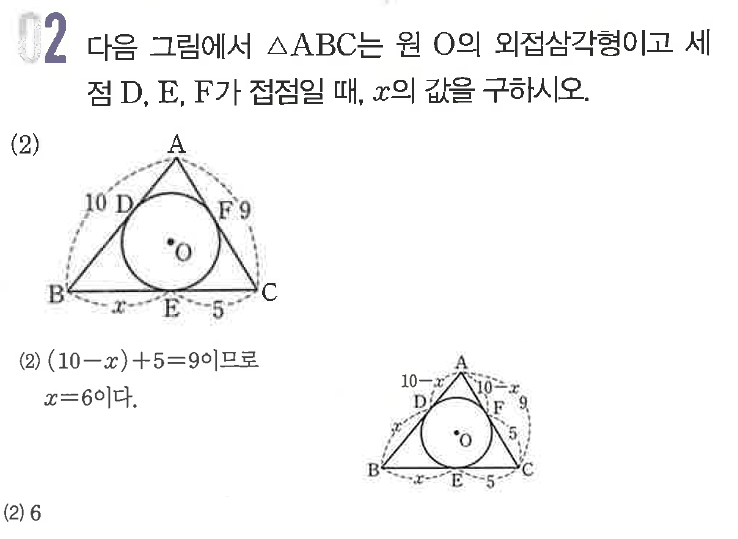 02 다음 그림에서 △ABC는 원 O의 외접삼각형이고 세
점 D, E, F가 접점일 때, x의 값을 구하시오.
(2)
A
10 D F 9
O
B x E 5 C
(2) (10-x)+5=9이므로
x=6이다.
A
10-x 10-x
D F 9
x O 5
B x E 5 C
(2) 6